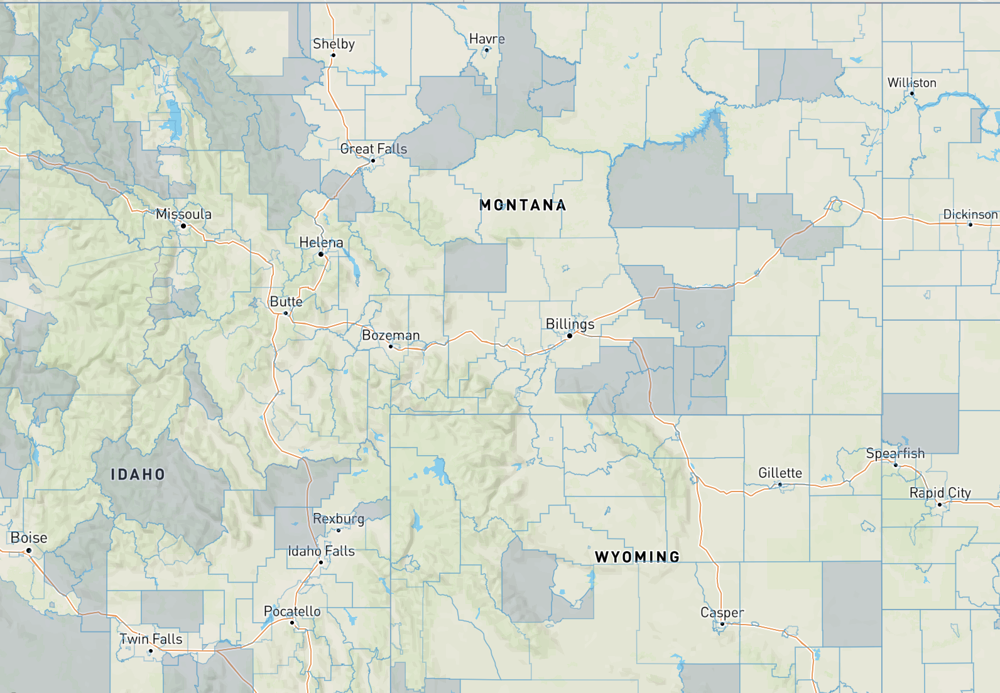 Shelby
Havre
Williston
Great Falls
MONTANA
Missoula
Dickinson
Helena
Butte
Billings
Bozeman
Spearfish
IDAHO
Gillette
Rapid City
Rexburg
Boise
Idaho Falls
WYOMING
Pocatello
Casper
Twin Falls